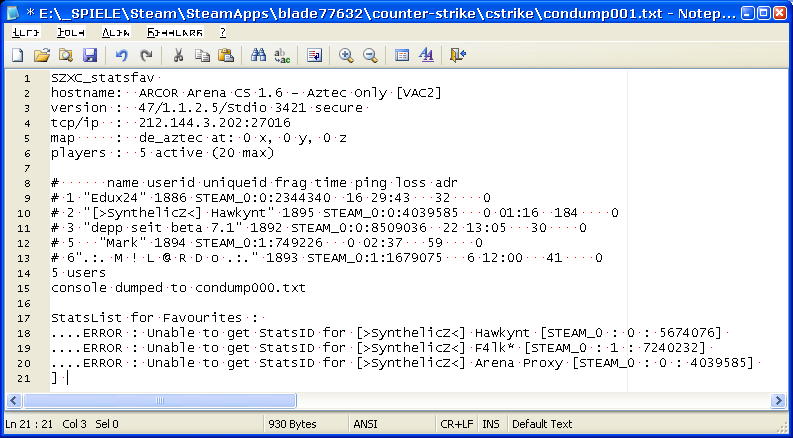 * E:\_SPIELE\Steam\SteamApps\blade77632\counter-strike\cstrike\condump001.txt - Notep...
?
1 SZXC_statsfav
2 hostname: ARCOR Arena CS 1.6 - Aztec Only [VAC2]
3 version : 47/1.1.2.5/Stdio 3421 secure
4 tcp/ip : 212.144.3.202:27016
5 map : de_aztec at: 0 x, 0 y, 0 z
6 players : 5 active (20 max)
7
8 # name userid uniqueid frag time ping loss adr
9 # 1 "Edux24" 1886 STEAM_0:0:2344340 16 29:43 32 0
10 # 2 "[>SynthelicZ<] Hawkynt" 1895 STEAM_0:0:4039585 0 01:16 184 0
11 # 3 "depp seit beta 7.1" 1892 STEAM_0:0:8509036 22 13:05 30 0
12 # 5 "Mark" 1894 STEAM_0:1:749226 0 02:37 59 0
13 # 6".:. M ! L @ R D o .:." 1893 STEAM_0:1:1679075 6 12:00 41 0
14 5 users
15 console dumped to condump000.txt
16
17 StatsList for Favourites :
18 ....ERROR : Unable to get StatsID for [>SynthelicZ<] Hawkynt [STEAM_0 : 0 : 5674076]
19 ....ERROR : Unable to get StatsID for [>SynthelicZ<] F4lk* [STEAM_0 : 1 : 7240232]
20 ....ERROR : Unable to get StatsID for [>SynthelicZ<] Arena Proxy [STEAM_0 : 0 : 4039585]
21 ]
Ln 21 : 21 Col 3 Sel 0 930 Bytes ANSI CR+LF INS Default Text